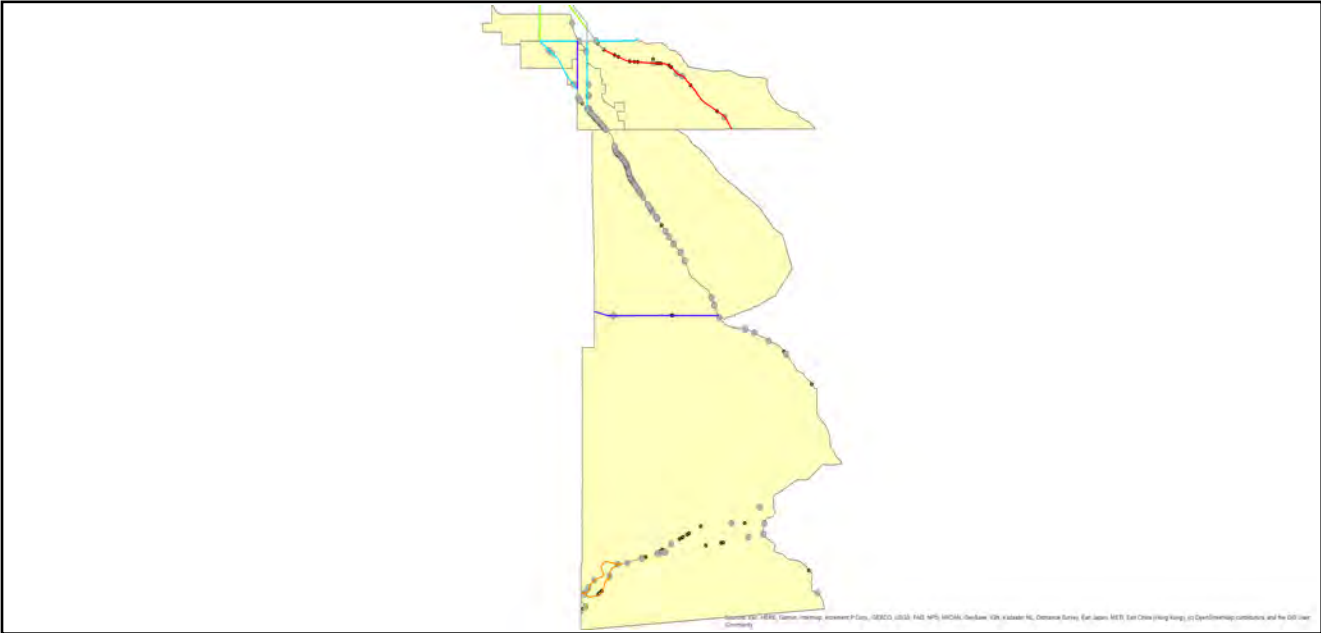 Sources: Esri, HERE, Garmin, Intermap, increment P Corp., GEBCO, USGS, FAO, NPS, NRCAN, GeoBase, IGN, Kadaster NL, Ordnance Survey, Esri Japan, METI, Esri China (Hong Kong), (c) OpenStreetMap contributors, and the GIS User
Community